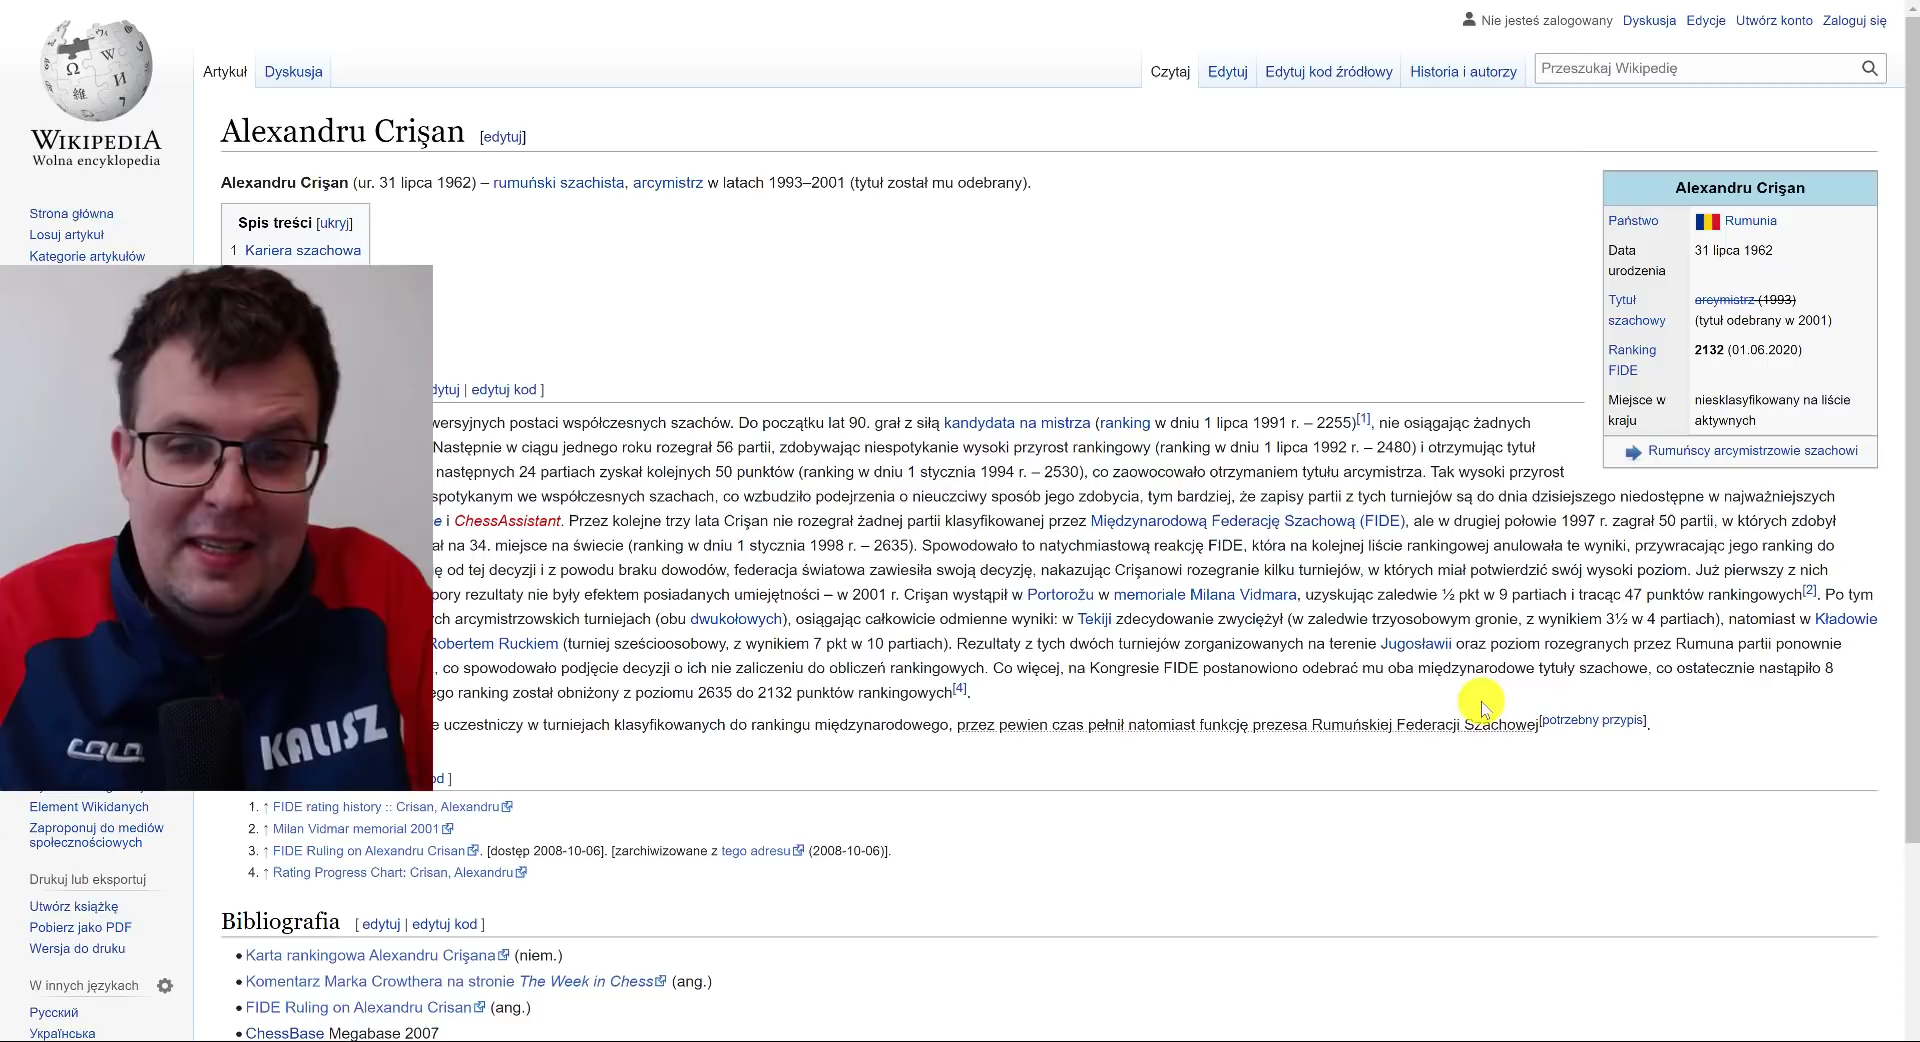 Nie jesteś zalogowany Dyskusja Edycje Utwórz konto Zaloguj się
Artykuł Dyskusja Czytaj Edytuj Edytuj kod źródłowy Historia i autorzy Przeszukaj Wikipedię
WIKIPEDIA
Wolna encyklopedia
Strona główna
Losuj artykuł
Kategorie artykułów
Alexandru Crişan [edytuj]
Alexandru Crişan (ur. 31 lipca 1962) – rumuński szachista, arcymistrz w latach 1993–2001 (tytuł został mu odebrany).
Spis treści [ukryj]
1 Kariera szachowa
Alexandru Crişan
Państwo Rumunia
Data urodzenia 31 lipca 1962
Tytuł szachowy arcymistrz (1993)
(tytuł odebrany w 2001)
Ranking FIDE 2132 (01.06.2020)
Miejsce w kraju niesklasyfikowany na liście aktywnych
Rumuńscy arcymistrzowie szachowi
dytuj | edytuj kod ]
wersyjnych postaci współczesnych szachów. Do początku lat 90. grał z siłą kandydata na mistrza (ranking w dniu 1 lipca 1991 r. – 2255)[1], nie osiągając żadnych
Następnie w ciągu jednego roku rozegrał 56 partii, zdobywając niespotykanie wysoki przyrost rankingowy (ranking w dniu 1 lipca 1992 r. – 2480) i otrzymując tytuł
następnych 24 partiach zyskał kolejnych 50 punktów (ranking w dniu 1 stycznia 1994 r. – 2530), co zaowocowało otrzymaniem tytułu arcymistrza. Tak wysoki przyrost
spotykanym we współczesnych szachach, co wzbudziło podejrzenia o nieuczciwy sposób jego zdobycia, tym bardziej, że zapisy partii z tych turniejów są do dnia dzisiejszego niedostępne w najważniejszych
e i ChessAssistant. Przez kolejne trzy lata Crişan nie rozegrał żadnej partii klasyfikowanej przez Międzynarodową Federację Szachową (FIDE), ale w drugiej połowie 1997 r. zagrał 50 partii, w których zdobył
ał na 34. miejsce na świecie (ranking w dniu 1 stycznia 1998 r. – 2635). Spowodowało to natychmiastową reakcję FIDE, która na kolejnej liście rankingowej anulowała te wyniki, przywracając jego ranking do
ę od tej decyzji i z powodu braku dowodów, federacja światowa zawiesiła swoją decyzję, nakazując Crişanowi rozegranie kilku turniejów, w których miał potwierdzić swój wysoki poziom. Już pierwszy z nich
pory rezultaty nie były efektem posiadanych umiejętności – w 2001 r. Crişan wystąpił w Portorożu w memoriale Milana Vidmara, uzyskując zaledwie ½ pkt w 9 partiach i tracąc 47 punktów rankingowych[2]. Po tym
ch arcymistrzowskich turniejach (obu dwukołowych), osiągając całkowicie odmienne wyniki: w Tekiji zdecydowanie zwyciężył (w zaledwie trzyosobowym gronie, z wynikiem 3½ w 4 partiach), natomiast w Kładowie
Robertem Ruckiem (turniej sześcioosobowy, z wynikiem 7 pkt w 10 partiach). Rezultaty z tych dwóch turniejów zorganizowanych na terenie Jugosławii oraz poziom rozegranych przez Rumuna partii ponownie
, co spowodowało podjęcie decyzji o ich nie zaliczeniu do obliczeń rankingowych. Co więcej, na Kongresie FIDE postanowiono odebrać mu oba międzynarodowe tytuły szachowe, co ostatecznie nastąpiło 8
ego ranking został obniżony z poziomu 2635 do 2132 punktów rankingowych[4].
e uczestniczy w turniejach klasyfikowanych do rankingu międzynarodowego, przez pewien czas pełnił natomiast funkcję prezesa Rumuńskiej Federacji Szachowej[potrzebny przypis].
od ]
COLO
KALISZ
1. ↑ FIDE rating history :: Crisan, Alexandru
2. ↑ Milan Vidmar memorial 2001
3. ↑ FIDE Ruling on Alexandru Crisan. [dostęp 2008-10-06]. [zarchiwizowane z tego adresu (2008-10-06)].
4. ↑ Rating Progress Chart: Crisan, Alexandru
Element Wikidanych
Zaproponuj do mediów
społecznościowych
Drukuj lub eksportuj
Utwórz książkę
Pobierz jako PDF
Wersja do druku
W innych językach
Русский
Українська
Bibliografia [ edytuj | edytuj kod ]
• Karta rankingowa Alexandru Crişana (niem.)
• Komentarz Marka Crowthera na stronie The Week in Chess (ang.)
• FIDE Ruling on Alexandru Crisan (ang.)
• ChessBase Megabase 2007